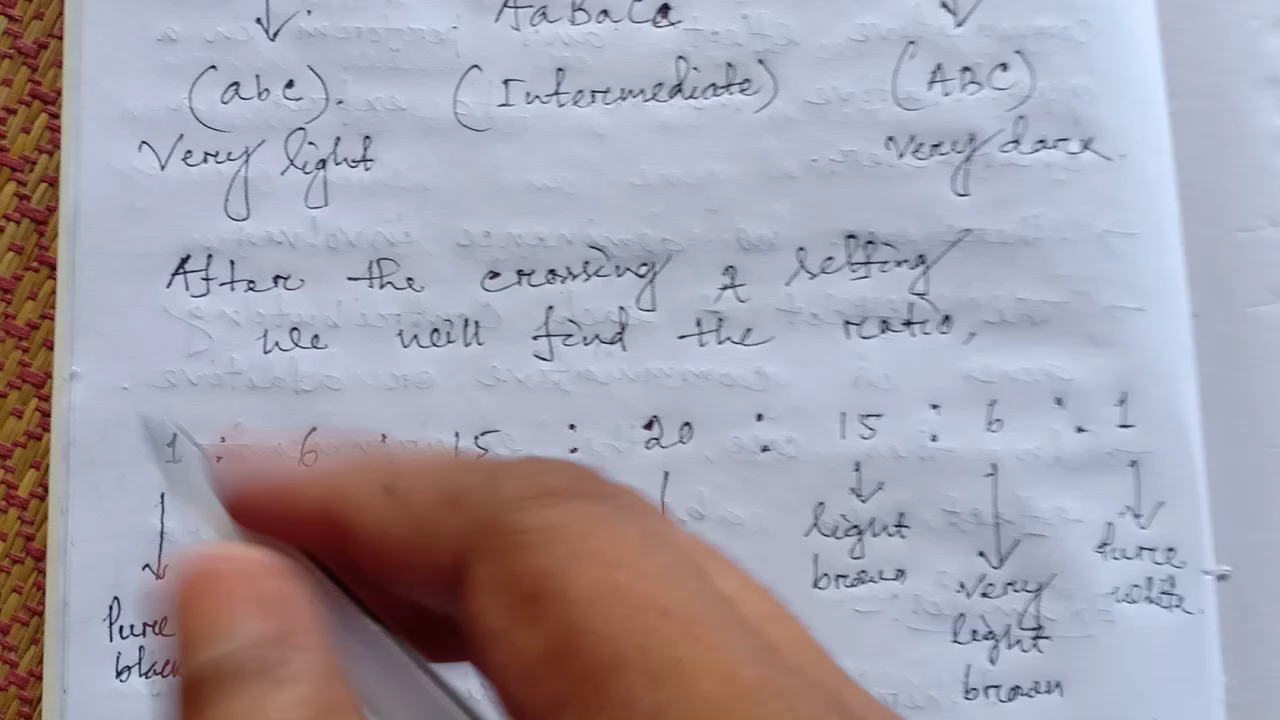 AaBaCa
(abc). (Intermediate) (ABC)
Very light Very dark.
After the crossing & selfing
we will find the ratio,
1 : 6 : 15 : 20 : 15 : 6 : 1
Pure black
light brown
Very light brown
Pure white